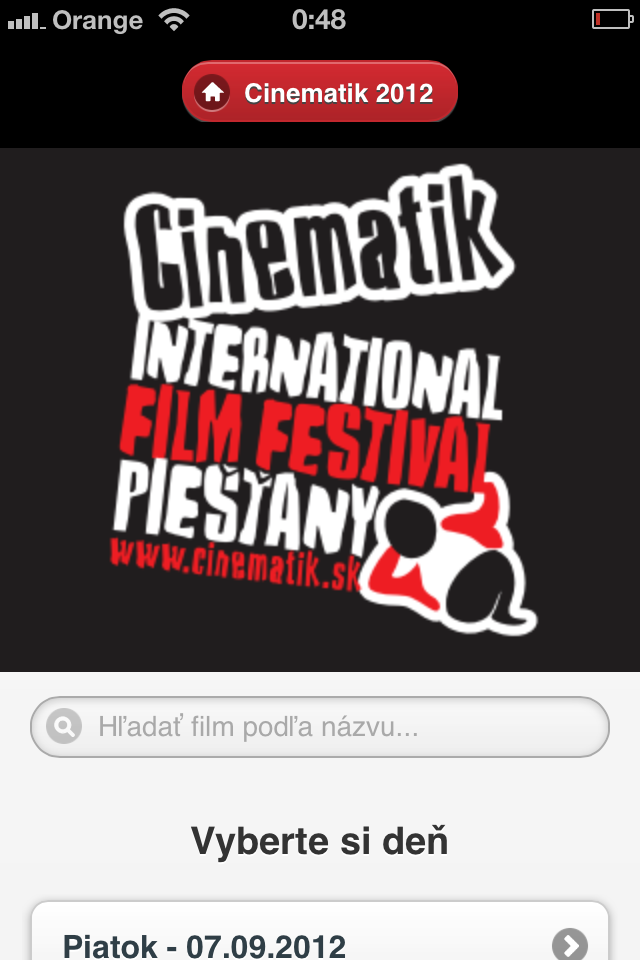 Orange 0:48
Cinematik 2012
Cinematik
INTERNATIONAL
FILM FESTIVAL
PIEŠŤANY
www.cinematik.sk
Hľadať film podľa názvu...
Vyberte si deň
Piatok - 07.09.2012